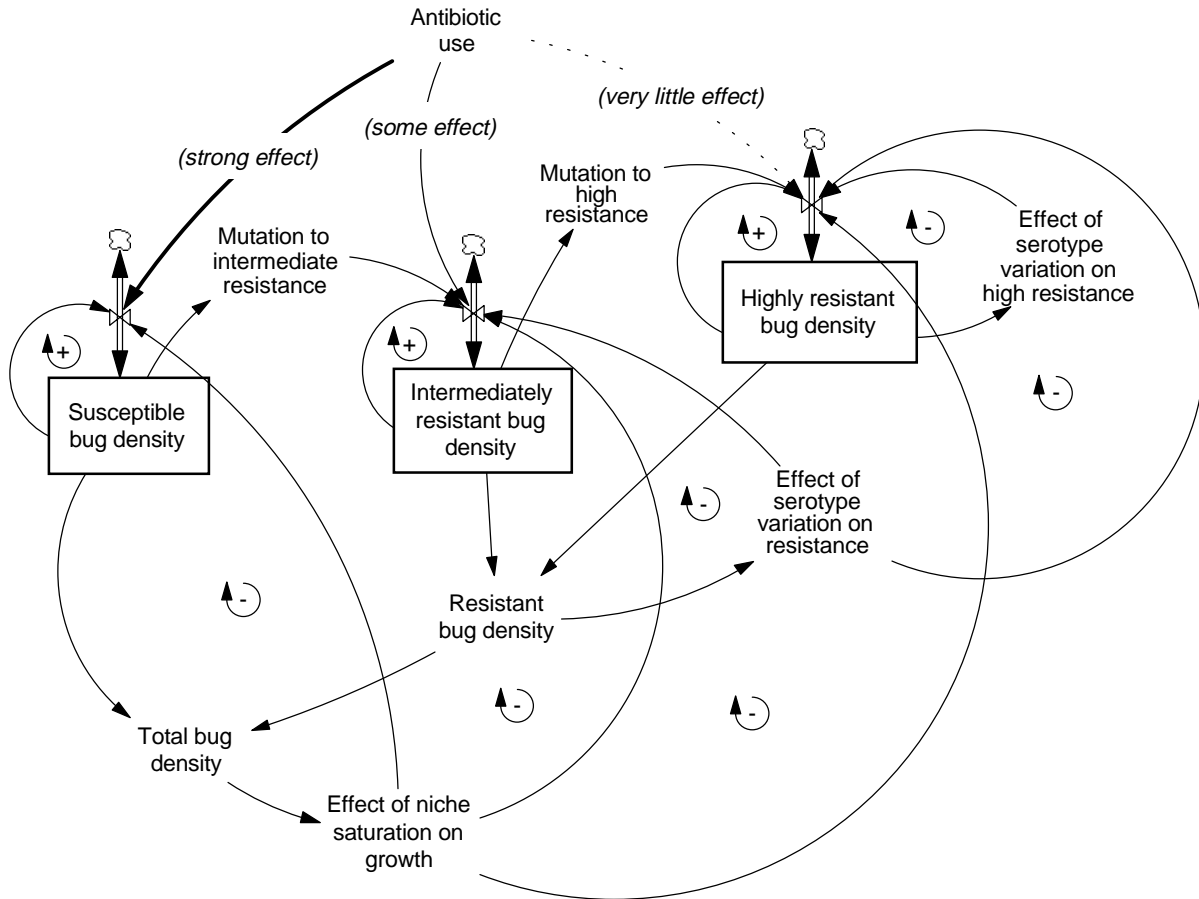 Antibiotic
use
(very little effect)
(some effect)
(strong effect)
Mutation to
high
resistance
Mutation to
intermediate
resistance
+
-
Effect of
serotype
variation on
high resistance
Highly resistant
bug density
+
+
Susceptible
bug density
Intermediately
resistant bug
density
-
Effect of
serotype
variation on
resistance
-
-
Resistant
bug density
-
-
Total bug
density
Effect of niche
saturation on
growth